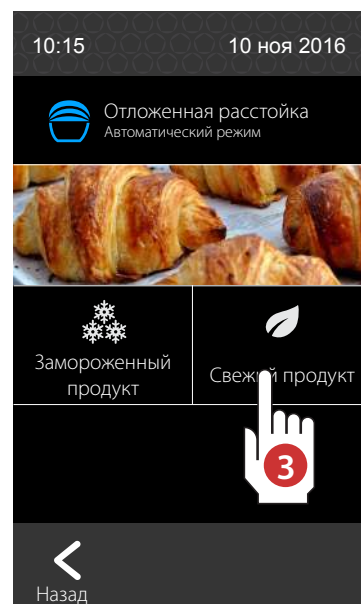 10:15 10 ноя 2016
Отложенная расстойка
Автоматический режим
Замороженный
продукт
Свежий продукт
3
Назад